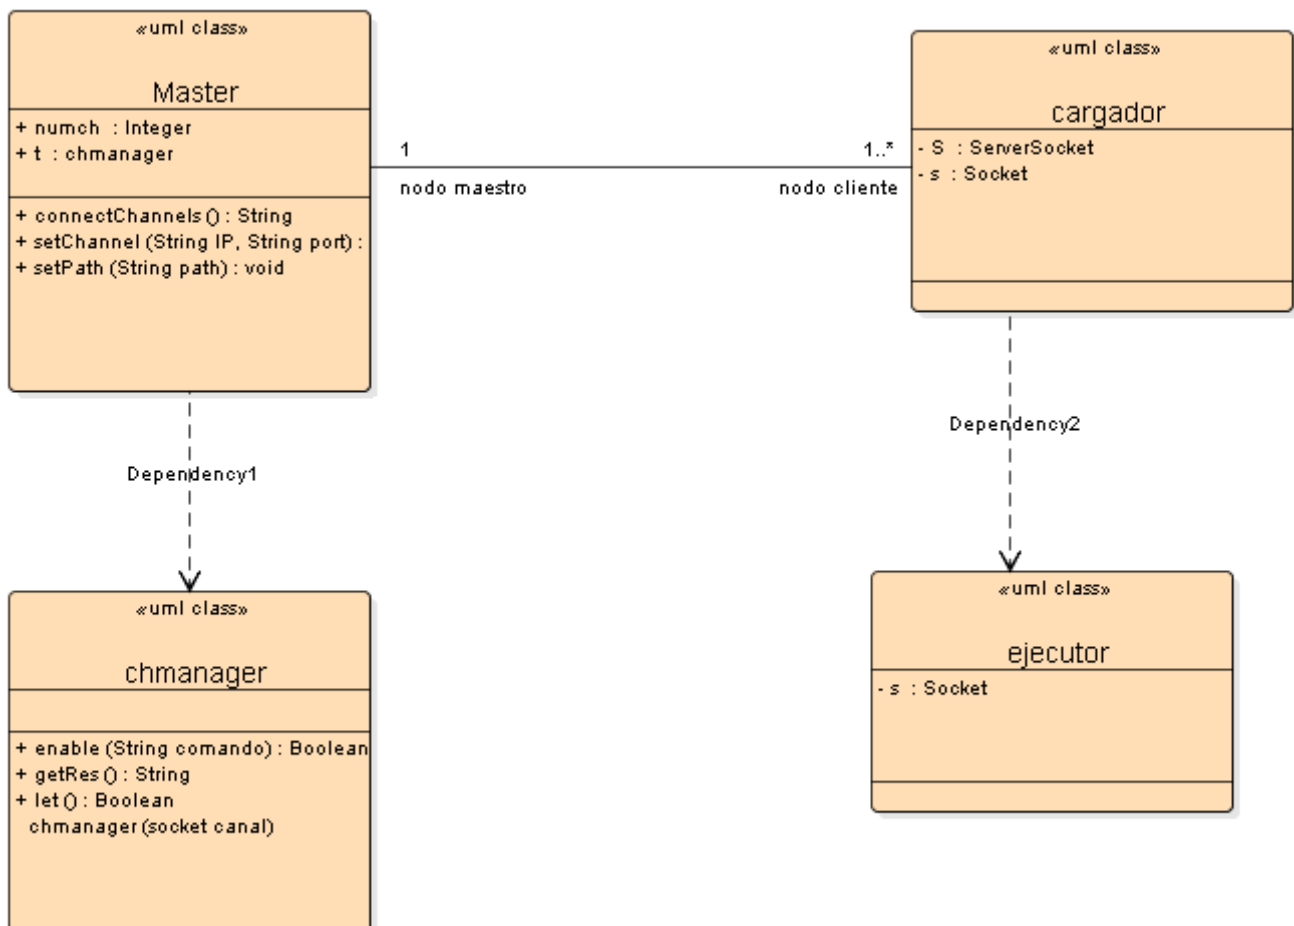 «uml class»
Master
+ numch : Integer
+ t : chmanager
+ connectChannels () : String
+ setChannel (String IP, String port) :
+ setPath (String path) : void
1
nodo maestro
1..*
nodo cliente
«uml class»
cargador
- S : ServerSocket
- s : Socket
Dependency1
Dependency2
«uml class»
chmanager
+ enable (String comando) : Boolean
+ getRes () : String
+ let () : Boolean
chmanager (socket canal)
«uml class»
ejecutor
- s : Socket